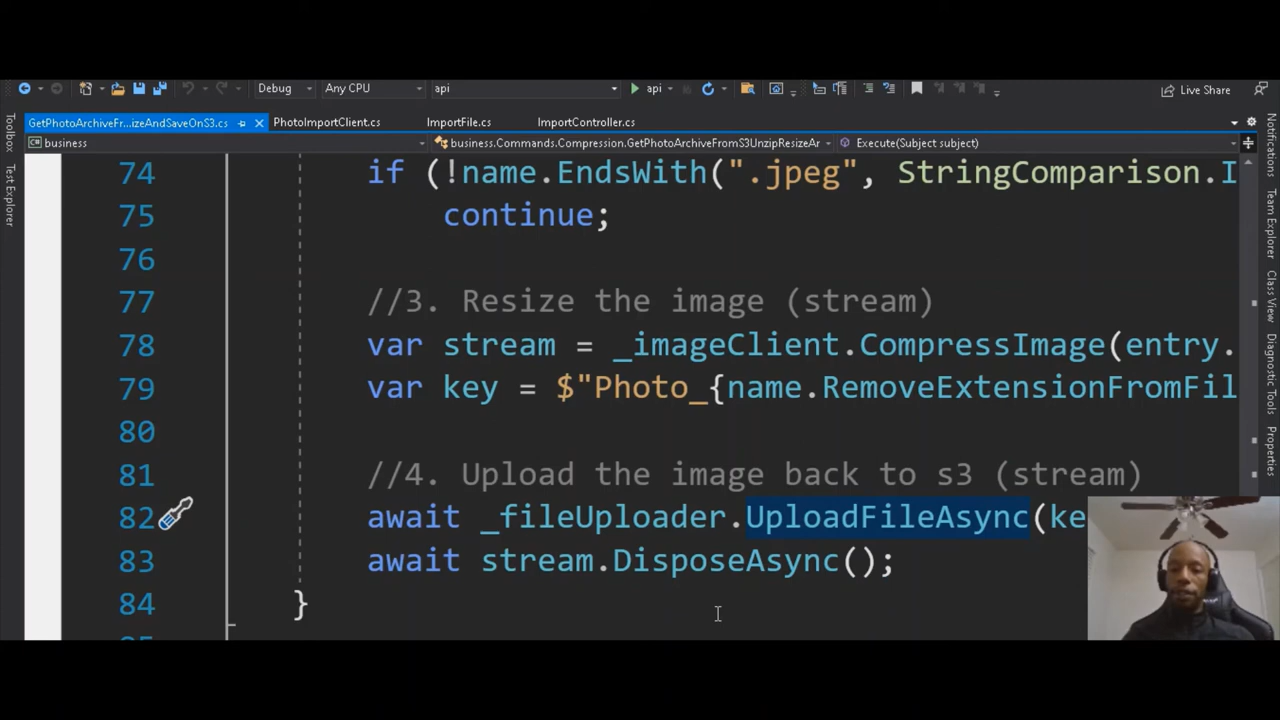 Debug
Any CPU
api
api
Live Share
GetPhotoArchiveFr...izeAndSaveOnS3.cs
PhotoImportClient.cs
ImportFile.cs
ImportController.cs
business
business.Commands.Compression.GetPhotoArchiveFromS3UnzipResizeAr
Execute(Subject subject)
Toolbox
Test Explorer
74 if (!name.EndsWith(".jpeg", StringComparison.I
75 continue;
76
77 //3. Resize the image (stream)
78 var stream = _imageClient.CompressImage(entry.
79 var key = $"Photo_{name.RemoveExtensionFromFil
80
81 //4. Upload the image back to s3 (stream)
82 await _fileUploader.UploadFileAsync(ke
83 await stream.DisposeAsync();
84 }
Notifications
Team Explorer
Class View
Diagnostic Tools
Properties